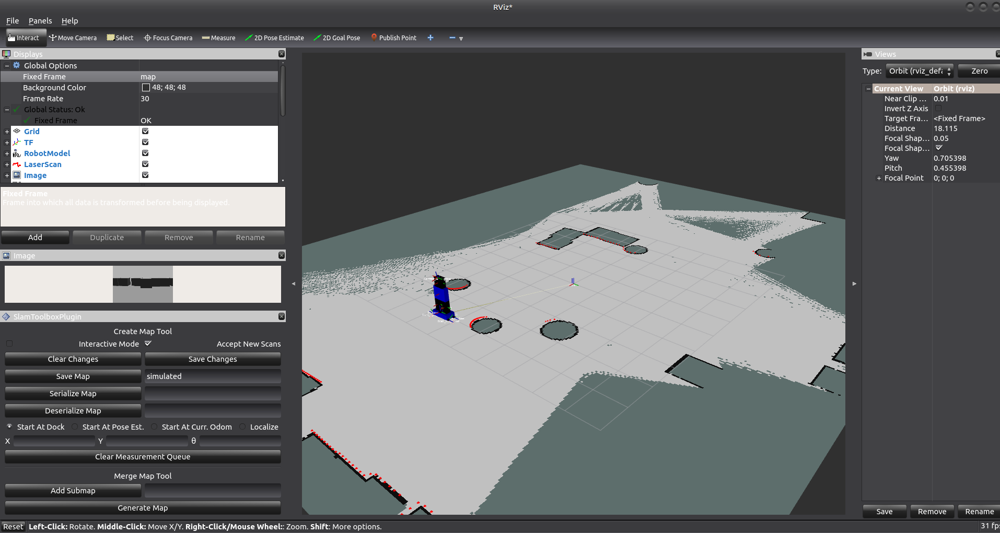 RViz*
File Panels Help
Interact Move Camera Select Focus Camera Measure 2D Pose Estimate 2D Goal Pose Publish Point
Displays
Global Options
Fixed Frame map
Background Color 48; 48; 48
Frame Rate 30
Global Status: Ok
Fixed Frame OK
Grid
TF
RobotModel
LaserScan
Image
Fixed Frame
Frame into which all data is transformed before being displayed.
Add Duplicate Remove Rename
Image
SlamToolboxPlugin
Create Map Tool
Interactive Mode Accept New Scans
Clear Changes Save Changes
Save Map simulated
Serialize Map
Deserialize Map
Start At Dock Start At Pose Est. Start At Curr. Odom Localize
X Y θ
Clear Measurement Queue
Merge Map Tool
Add Submap
Generate Map
Views
Type: Orbit (rviz_defa Zero
Current View Orbit (rviz)
Near Clip ... 0.01
Invert Z Axis
Target Fra... <Fixed Frame>
Distance 18.115
Focal Shap... 0.05
Focal Shap...
Yaw 0.705398
Pitch 0.455398
Focal Point 0; 0; 0
Save Remove Rename
Reset Left-Click: Rotate. Middle-Click: Move X/Y. Right-Click/Mouse Wheel:: Zoom. Shift: More options. 31 fps